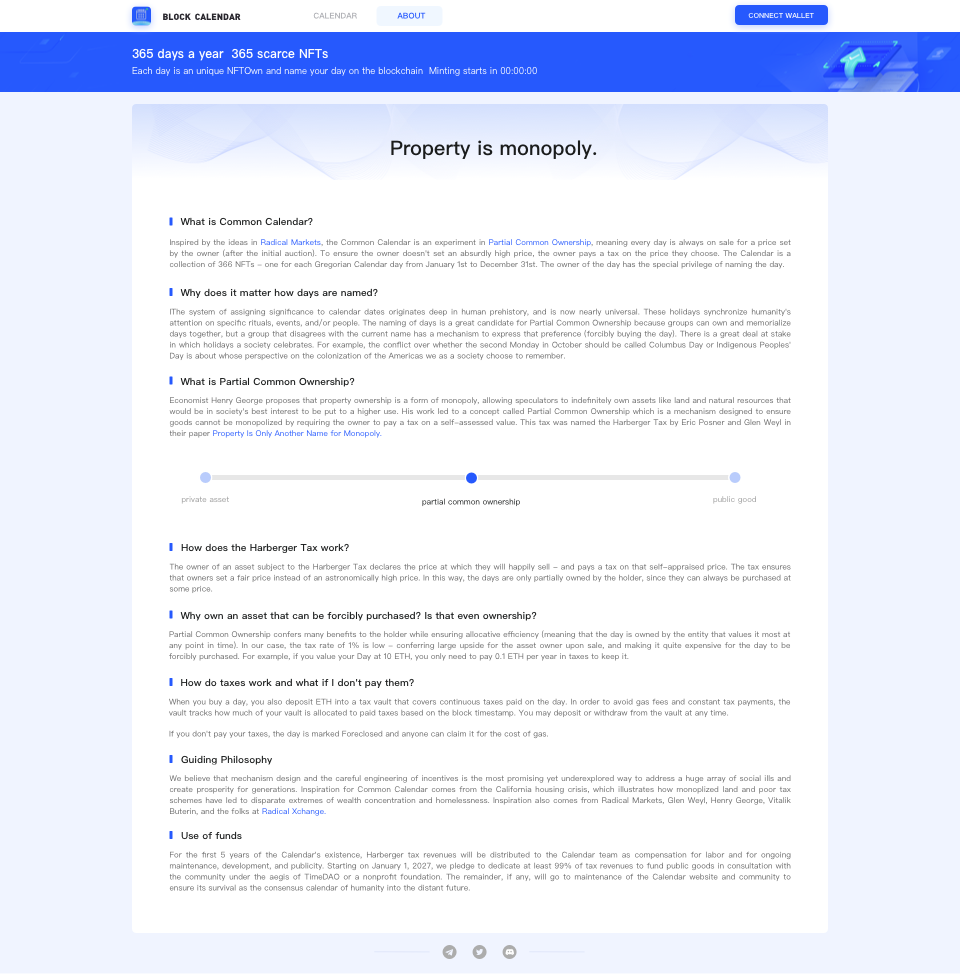 BLOCK CALENDAR
CALENDAR
ABOUT
CONNECT WALLET
365 days a year  365 scarce NFTs
Each day is an unique NFTOwn and name your day on the blockchain  Minting starts in 00:00:00
Property is monopoly.
What is Common Calendar?
Inspired by the ideas in Radical Markets, the Common Calendar is an experiment in Partial Common Ownership, meaning every day is always on sale for a price set
by the owner (after the initial auction). To ensure the owner doesn't set an absurdly high price, the owner pays a tax on the price they choose. The Calendar is a
collection of 366 NFTs – one for each Gregorian Calendar day from January 1st to December 31st. The owner of the day has the special privilege of naming the day.
Why does it matter how days are named?
IThe system of assigning significance to calendar dates originates deep in human prehistory, and is now nearly universal. These holidays synchronize humanity's
attention on specific rituals, events, and/or people. The naming of days is a great candidate for Partial Common Ownership because groups can own and memorialize
days together, but a group that disagrees with the current name has a mechanism to express that preference (forcibly buying the day). There is a great deal at stake
in which holidays a society celebrates. For example, the conflict over whether the second Monday in October should be called Columbus Day or Indigenous Peoples'
Day is about whose perspective on the colonization of the Americas we as a society choose to remember.
What is Partial Common Ownership?
Economist Henry George proposes that property ownership is a form of monopoly, allowing speculators to indefinitely own assets like land and natural resources that
would be in society's best interest to be put to a higher use. His work led to a concept called Partial Common Ownership which is a mechanism designed to ensure
goods cannot be monopolized by requiring the owner to pay a tax on a self-assessed value. This tax was named the Harberger Tax by Eric Posner and Glen Weyl in
their paper Property Is Only Another Name for Monopoly.
private asset
partial common ownership
public good
How does the Harberger Tax work?
The owner of an asset subject to the Harberger Tax declares the price at which they will happily sell – and pays a tax on that self-appraised price. The tax ensures
that owners set a fair price instead of an astronomically high price. In this way, the days are only partially owned by the holder, since they can always be purchased at
some price.
Why own an asset that can be forcibly purchased? Is that even ownership?
Partial Common Ownership confers many benefits to the holder while ensuring allocative efficiency (meaning that the day is owned by the entity that values it most at
any point in time). In our case, the tax rate of 1% is low – conferring large upside for the asset owner upon sale, and making it quite expensive for the day to be
forcibly purchased. For example, if you value your Day at 10 ETH, you only need to pay 0.1 ETH per year in taxes to keep it.
How do taxes work and what if I don't pay them?
When you buy a day, you also deposit ETH into a tax vault that covers continuous taxes paid on the day. In order to avoid gas fees and constant tax payments, the
vault tracks how much of your vault is allocated to paid taxes based on the block timestamp. You may deposit or withdraw from the vault at any time.
If you don't pay your taxes, the day is marked Foreclosed and anyone can claim it for the cost of gas.
Guiding Philosophy
We believe that mechanism design and the careful engineering of incentives is the most promising yet underexplored way to address a huge array of social ills and
create prosperity for generations. Inspiration for Common Calendar comes from the California housing crisis, which illustrates how monoplized land and poor tax
schemes have led to disparate extremes of wealth concentration and homelessness. Inspiration also comes from Radical Markets, Glen Weyl, Henry George, Vitalik
Buterin, and the folks at Radical Xchange.
Use of funds
For the first 5 years of the Calendar's existence, Harberger tax revenues will be distributed to the Calendar team as compensation for labor and for ongoing
maintenance, development, and publicity. Starting on January 1, 2027, we pledge to dedicate at least 99% of tax revenues to fund public goods in consultation with
the community under the aegis of TimeDAO or a nonprofit foundation. The remainder, if any, will go to maintenance of the Calendar website and community to
ensure its survival as the consensus calendar of humanity into the distant future.